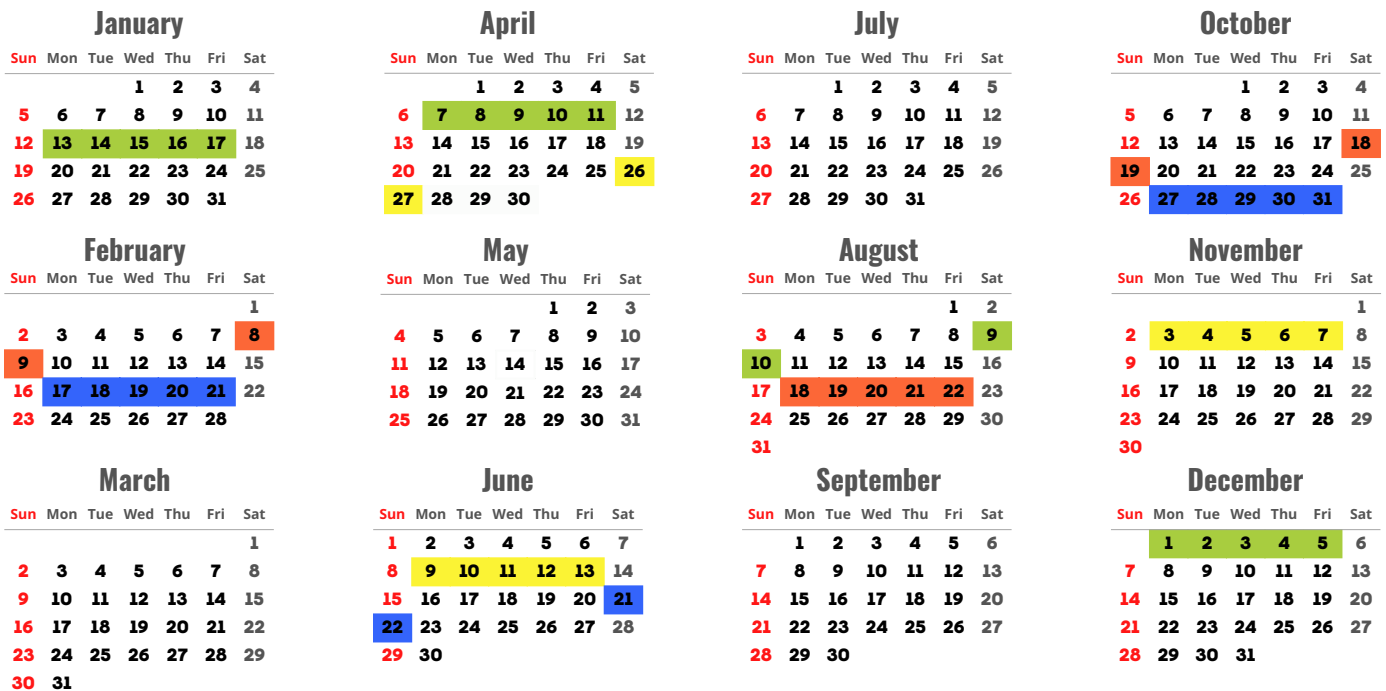 January
Sun Mon Tue Wed Thu Fri Sat
1 2 3 4
5 6 7 8 9 10 11
12 13 14 15 16 17 18
19 20 21 22 23 24 25
26 27 28 29 30 31
February
Sun Mon Tue Wed Thu Fri Sat
1
2 3 4 5 6 7 8
9 10 11 12 13 14 15
16 17 18 19 20 21 22
23 24 25 26 27 28
March
Sun Mon Tue Wed Thu Fri Sat
1
2 3 4 5 6 7 8
9 10 11 12 13 14 15
16 17 18 19 20 21 22
23 24 25 26 27 28 29
30 31
April
Sun Mon Tue Wed Thu Fri Sat
1 2 3 4 5
6 7 8 9 10 11 12
13 14 15 16 17 18 19
20 21 22 23 24 25 26
27 28 29 30
May
Sun Mon Tue Wed Thu Fri Sat
1 2 3
4 5 6 7 8 9 10
11 12 13 14 15 16 17
18 19 20 21 22 23 24
25 26 27 28 29 30 31
June
Sun Mon Tue Wed Thu Fri Sat
1 2 3 4 5 6 7
8 9 10 11 12 13 14
15 16 17 18 19 20 21
22 23 24 25 26 27 28
29 30
July
Sun Mon Tue Wed Thu Fri Sat
1 2 3 4 5
6 7 8 9 10 11 12
13 14 15 16 17 18 19
20 21 22 23 24 25 26
27 28 29 30 31
August
Sun Mon Tue Wed Thu Fri Sat
1 2
3 4 5 6 7 8 9
10 11 12 13 14 15 16
17 18 19 20 21 22 23
24 25 26 27 28 29 30
31
September
Sun Mon Tue Wed Thu Fri Sat
1 2 3 4 5 6
7 8 9 10 11 12 13
14 15 16 17 18 19 20
21 22 23 24 25 26 27
28 29 30
October
Sun Mon Tue Wed Thu Fri Sat
1 2 3 4
5 6 7 8 9 10 11
12 13 14 15 16 17 18
19 20 21 22 23 24 25
26 27 28 29 30 31
November
Sun Mon Tue Wed Thu Fri Sat
1
2 3 4 5 6 7 8
9 10 11 12 13 14 15
16 17 18 19 20 21 22
23 24 25 26 27 28 29
30
December
Sun Mon Tue Wed Thu Fri Sat
1 2 3 4 5 6
7 8 9 10 11 12 13
14 15 16 17 18 19 20
21 22 23 24 25 26 27
28 29 30 31